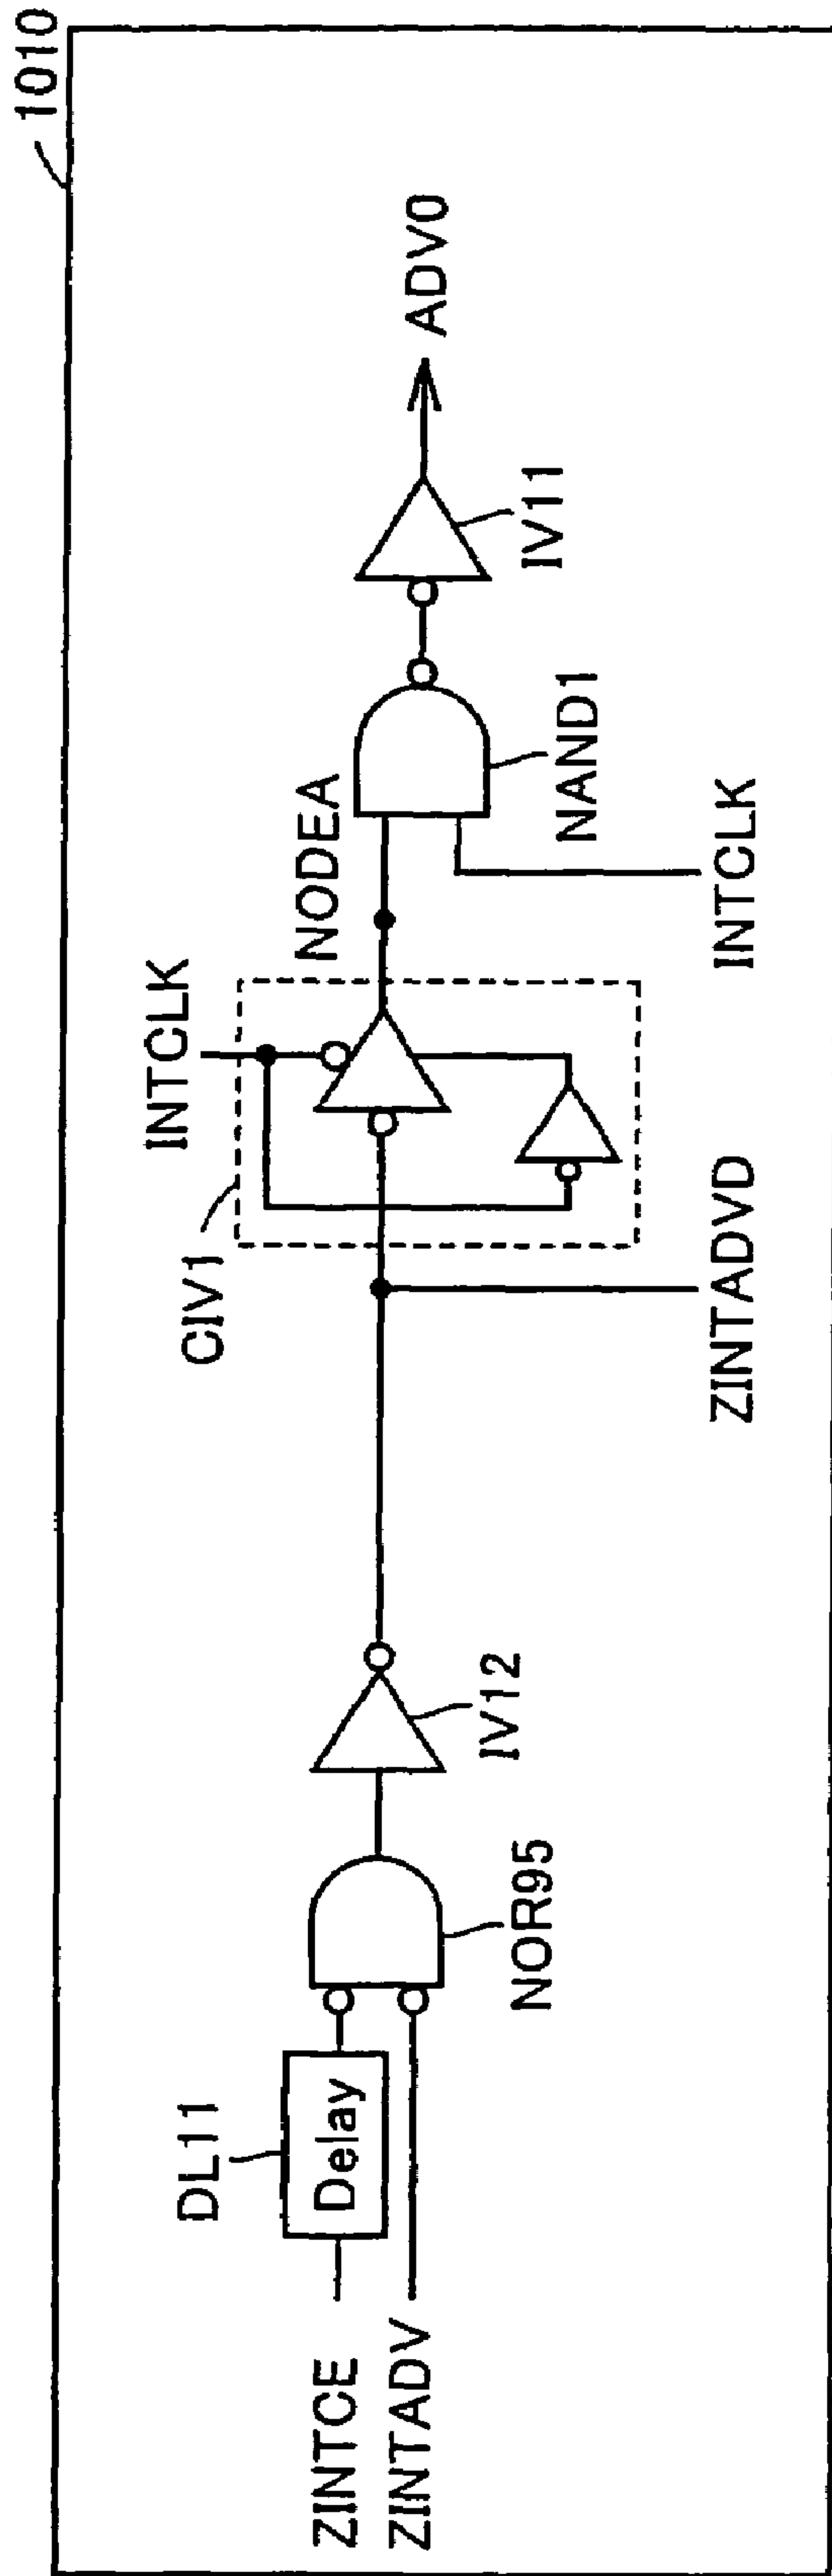 1010
ZINTCE
ZINTADV
DL11
Delay
NOR95
IV12
CIV1
INTCLK
ZINTADVD
NODEA
INTCLK
NAND1
IV11
ADV0